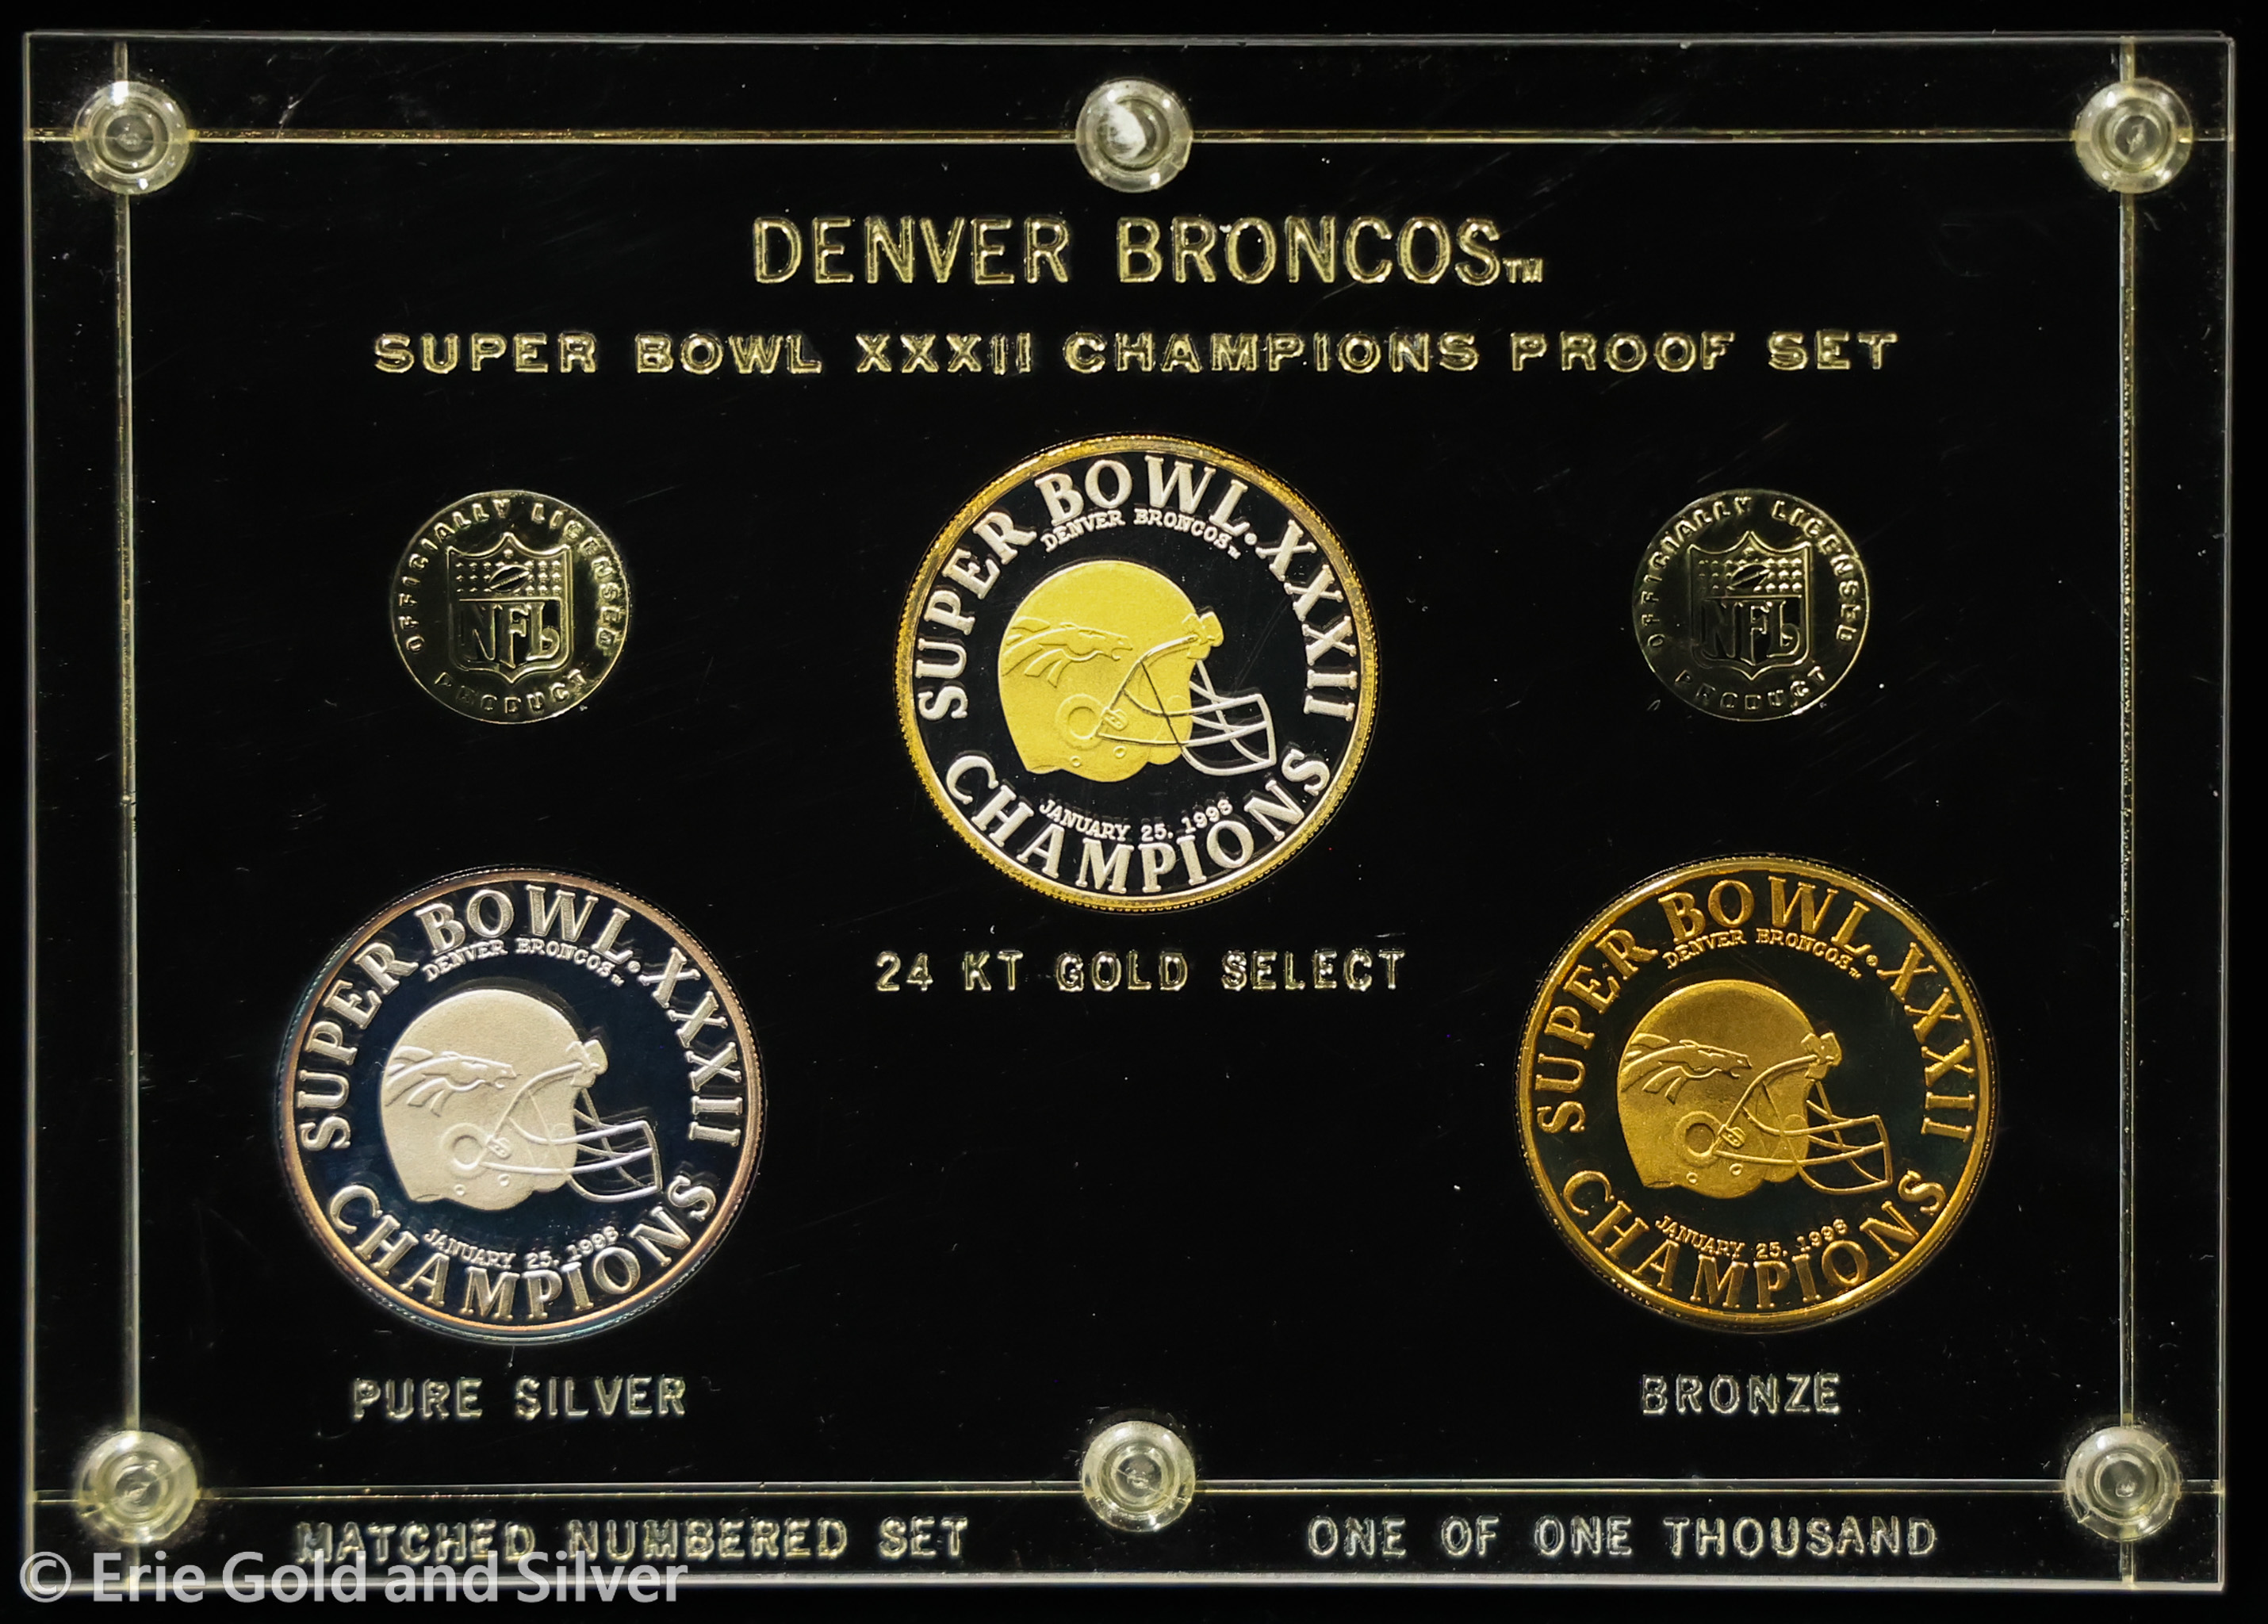 DENVER BRONCOS™
SUPER BOWL XXXII CHAMPIONS PROOF SET
OFFICIALLY LICENSED
NFL
PRODUCT
SUPER BOWL. XXXII
DENVER BRONCOS™
JANUARY 25, 1998
CHAMPIONS
OFFICIALLY LICENSED
NFL
PRODUCT
24 KT GOLD SELECT
SUPER BOWL. XXXII
DENVER BRONCOS™
JANUARY 25, 1998
CHAMPIONS
PURE SILVER
SUPER BOWL. XXXII
DENVER BRONCOS™
JANUARY 25, 1998
CHAMPIONS
BRONZE
MATCHED NUMBERED SET
ONE OF ONE THOUSAND
© Erie Gold and Silver